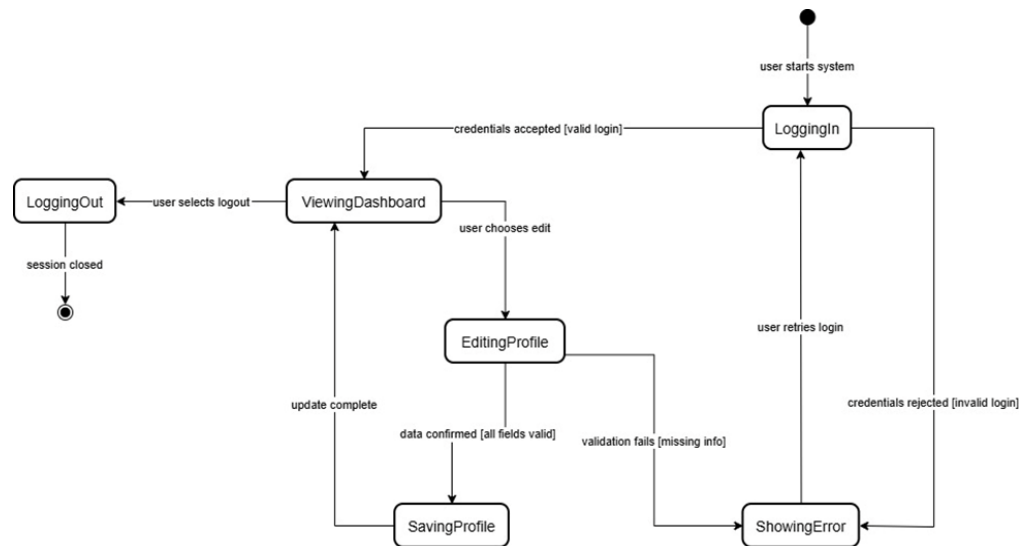 user starts system
LoggingIn
credentials accepted [valid login]
LoggingOut
user selects logout
ViewingDashboard
user chooses edit
session closed
EditingProfile
user retries login
update complete
credentials rejected [invalid login]
data confirmed [all fields valid]
validation fails [missing info]
SavingProfile
ShowingError